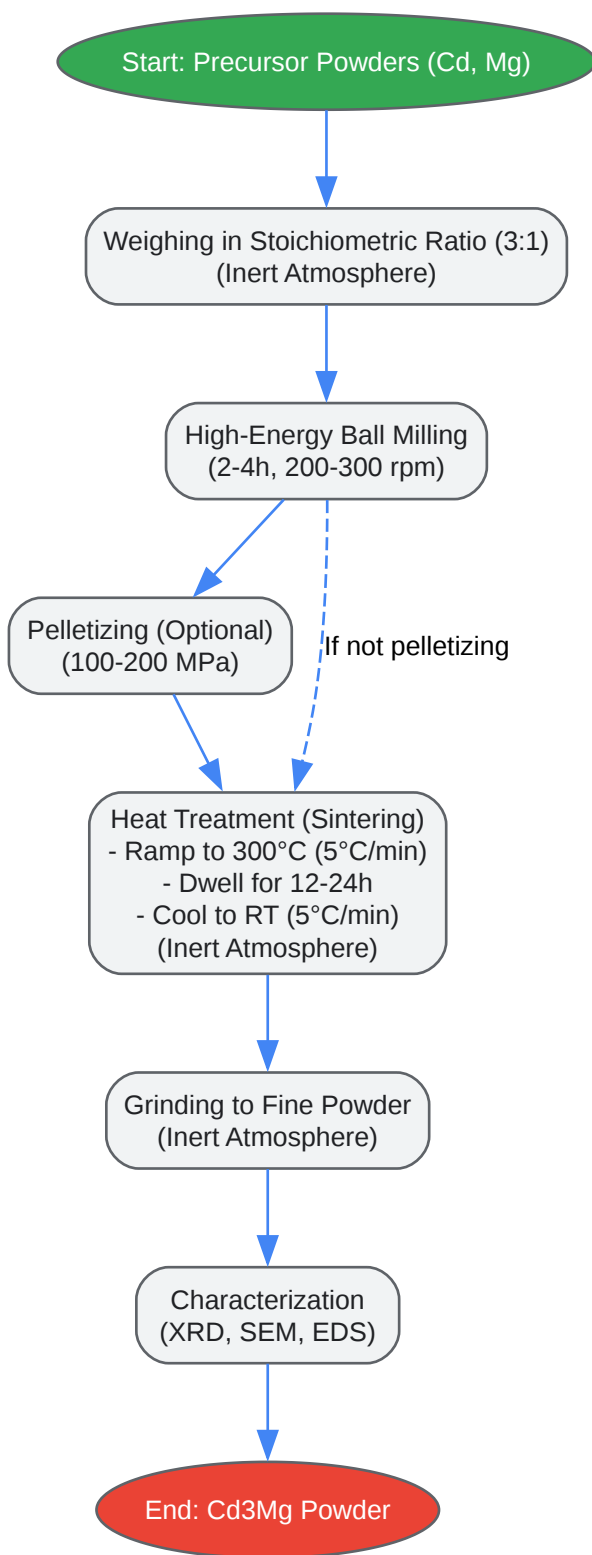 Start: Precursor Powders (Cd, Mg)
Weighing in Stoichiometric Ratio (3:1)
(Inert Atmosphere)
High-Energy Ball Milling
(2-4h, 200-300 rpm)
Pelletizing (Optional)
(100-200 MPa)
If not pelletizing
Heat Treatment (Sintering)
- Ramp to 300°C (5°C/min)
- Dwell for 12-24h
- Cool to RT (5°C/min)
(Inert Atmosphere)
Grinding to Fine Powder
(Inert Atmosphere)
Characterization
(XRD, SEM, EDS)
End: Cd3Mg Powder